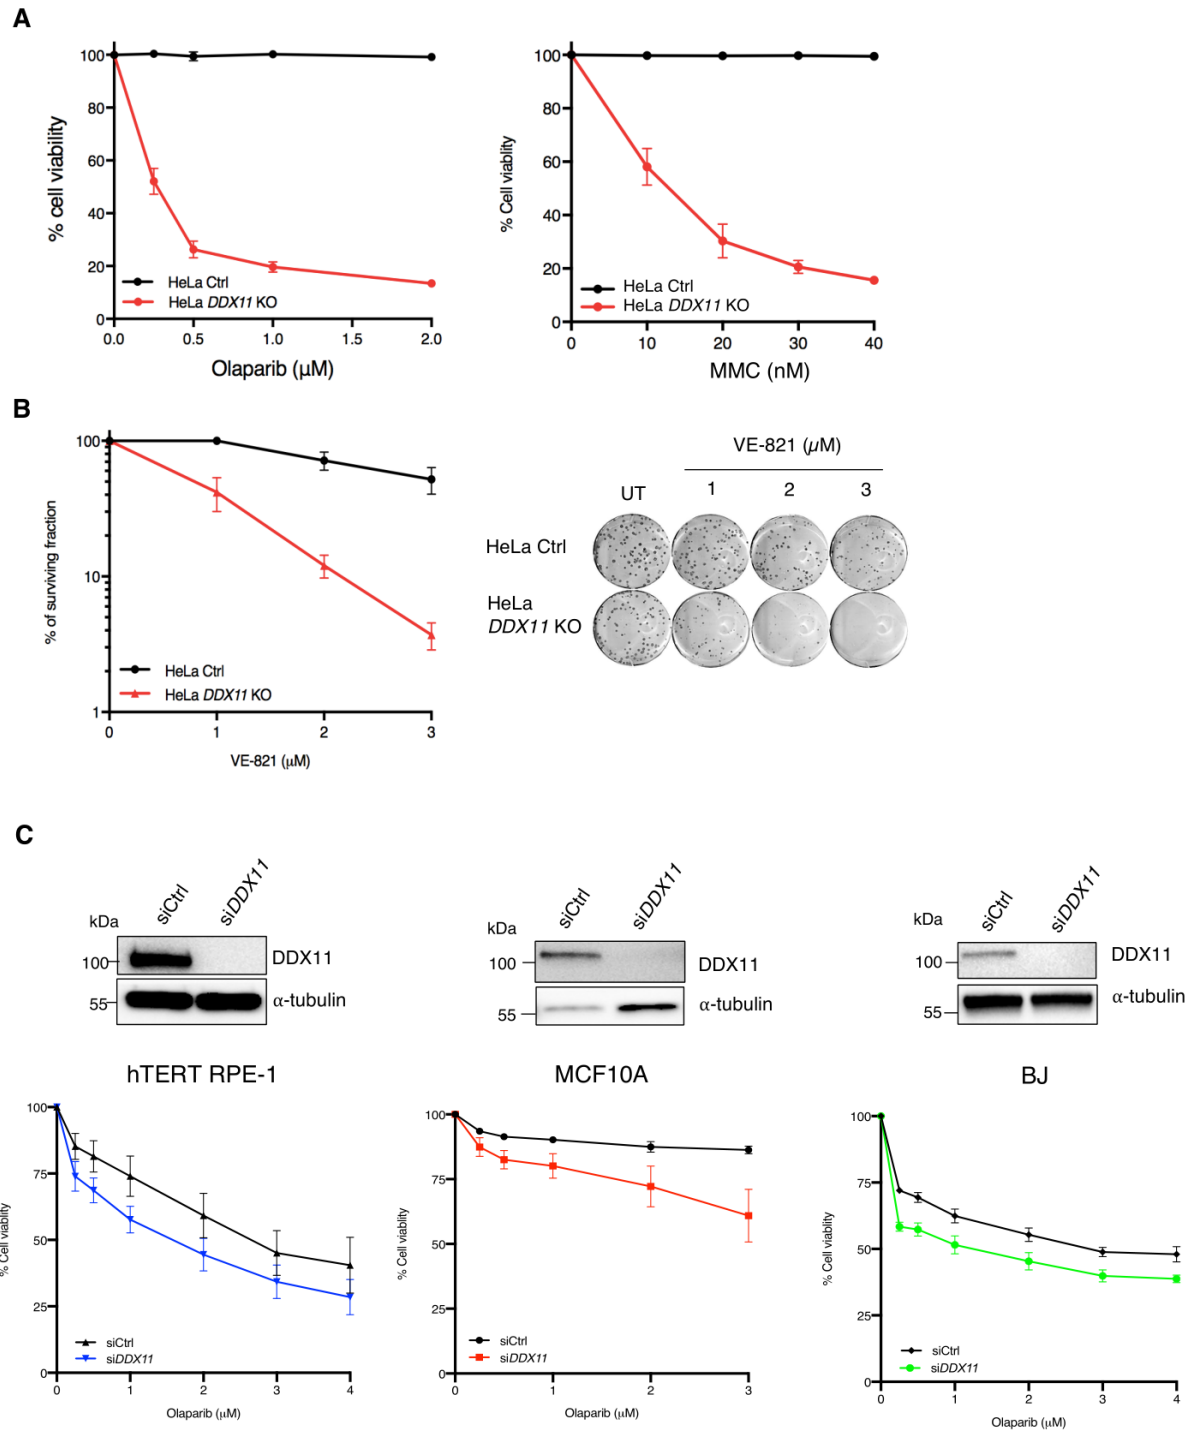 A
% cell viability
100
80
60
40
20
0
HeLa Ctrl
HeLa DDX11 KO
0.0 0.5 1.0 1.5 2.0
Olaparib (μM)
% Cell viablity
100
80
60
40
20
0
HeLa Ctrl
HeLa DDX11 KO
0 10 20 30 40
MMC (nM)
B
% of surviving fraction
100
10
1
HeLa Ctrl
HeLa DDX11 KO
0 1 2 3
VE-821 (μM)
VE-821 (μM)
UT 1 2 3
HeLa Ctrl
HeLa
DDX11 KO
C
kDa siCtrl siDDX11
100 DDX11
55 α-tubulin
kDa siCtrl siDDX11
100 DDX11
55 α-tubulin
kDa siCtrl siDDX11
100 DDX11
55 α-tubulin
hTERT RPE-1
% Cell viablity
100
75
50
25
0
siCtrl
siDDX11
0 1 2 3 4
Olaparib (μM)
MCF10A
% Cell viablity
100
75
50
25
0
siCtrl
siDDX11
0 1 2 3
Olaparib (μM)
BJ
% Cell viablity
100
75
50
25
0
siCtrl
siDDX11
0 1 2 3 4
Olaparib (μM)